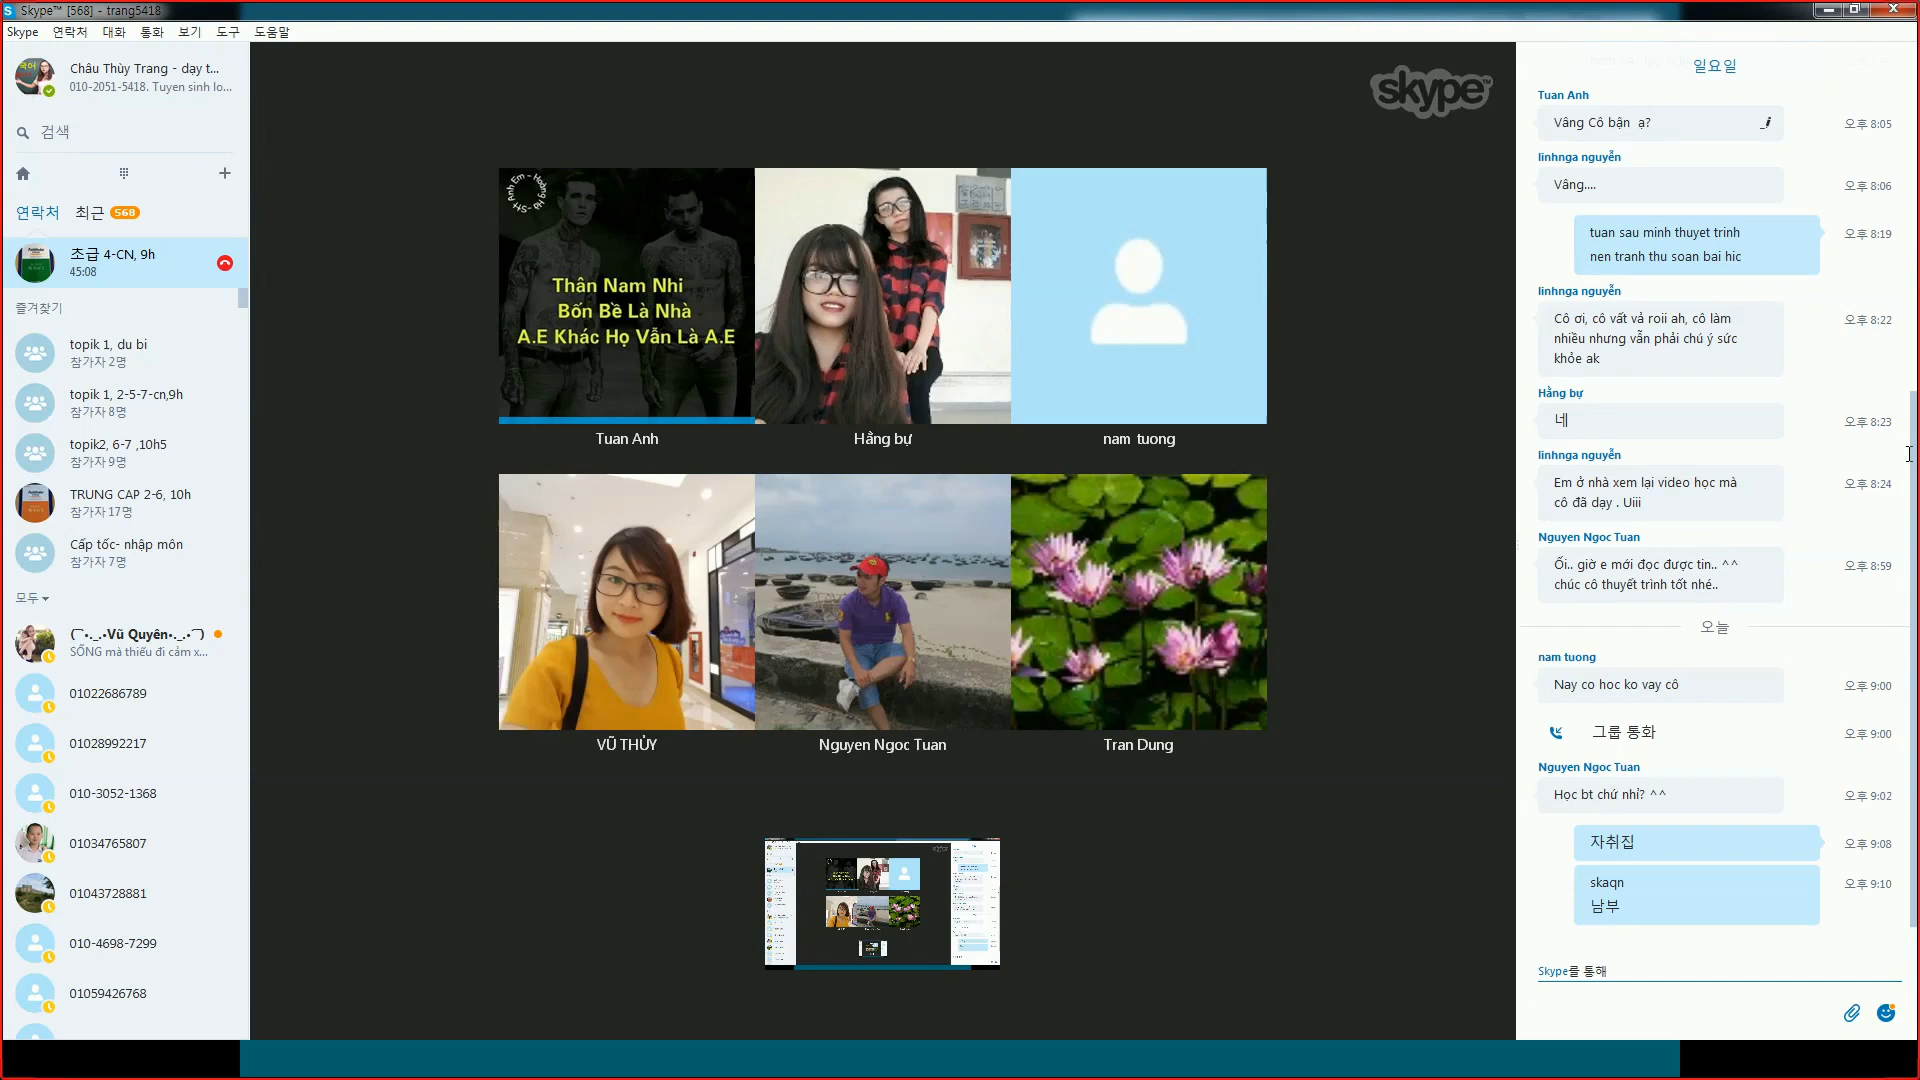 Skype™ [568] - trang5418
Skype 연락처 대화 통화 보기 도구 도움말
Châu Thùy Trang - dạy t...
010-2051-5418. Tuyen sinh lo...
검색
연락처 최근 568
초급 4-CN, 9h
45:08
즐겨찾기
topik 1, du bi
참가자 2명
topik 1, 2-5-7-cn,9h
참가자 8명
topik2, 6-7 ,10h5
참가자 9명
TRUNG CAP 2-6, 10h
참가자 17명
Cấp tốc- nhập môn
참가자 7명
모두
(¯`•._.•Vũ Quyên•._.•´¯)
SỐNG mà thiếu đi cảm x...
01022686789
01028992217
010-3052-1368
01034765807
01043728881
010-4698-7299
01059426768
skype™
Thân Nam Nhi
Bốn Bề Là Nhà
A.E Khác Họ Vẫn Là A.E
Tuan Anh
Hằng bự
nam tuong
VŨ THỦY
Nguyen Ngoc Tuan
Tran Dung
일요일
Tuan Anh
Vâng Cô bận ạ?
오후 8:05
linhnga nguyễn
Vâng....
오후 8:06
tuan sau minh thuyet trinh
오후 8:19
nen tranh thu soan bai hic
linhnga nguyễn
Cô ơi, cô vất vả roii ah, cô làm
오후 8:22
nhiều nhưng vẫn phải chú ý sức
khỏe ak
Hằng bự
네
오후 8:23
linhnga nguyễn
Em ở nhà xem lại video học mà
오후 8:24
cô đã dạy . Uiii
Nguyen Ngoc Tuan
Ối.. giờ e mới đọc được tin.. ^^
오후 8:59
chúc cô thuyết trình tốt nhé..
오늘
nam tuong
Nay co hoc ko vay cô
오후 9:00
그룹 통화
오후 9:00
Nguyen Ngoc Tuan
Học bt chứ nhỉ? ^^
오후 9:02
자취집
오후 9:08
skaqn
오후 9:10
남부
Skype를 통해